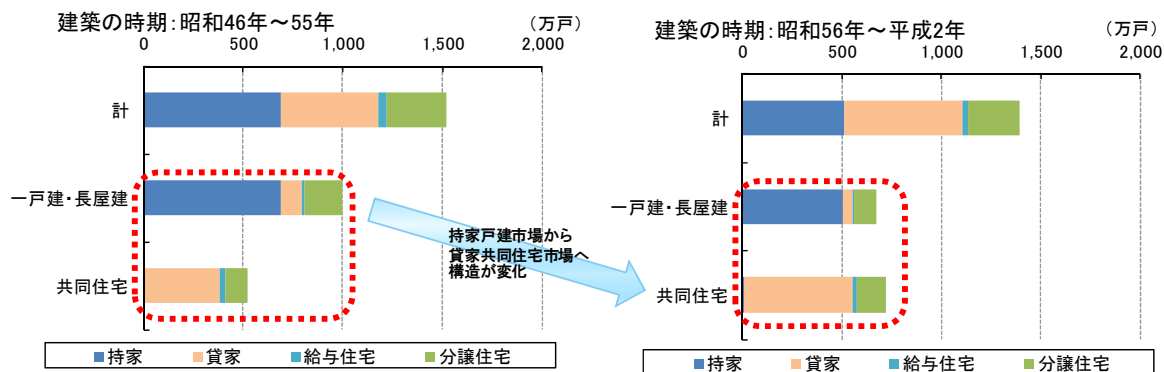 建築の時期:昭和46年～55年
(万戸)
0 500 1,000 1,500 2,000
計
一戸建・長屋建
共同住宅
持家 貸家 給与住宅 分譲住宅
持家戸建市場から
貸家共同住宅市場へ
構造が変化
建築の時期:昭和56年～平成2年
(万戸)
0 500 1,000 1,500 2,000
計
一戸建・長屋建
共同住宅
持家 貸家 給与住宅 分譲住宅